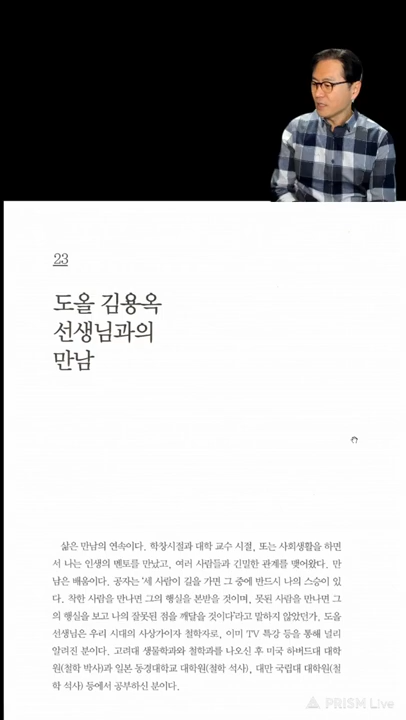 23
도올 김용옥
선생님과의
만남
삶은 만남의 연속이다. 학창시절과 대학 교수 시절, 또는 사회생활을 하면
서 나는 인생의 멘토를 만났고, 여러 사람들과 긴밀한 관계를 맺어왔다. 만
남은 배움이다. 공자는 '세 사람이 길을 가면 그 중에 반드시 나의 스승이 있
다. 착한 사람을 만나면 그의 행실을 본받을 것이며, 못된 사람을 만나면 그
의 행실을 보고 나의 잘못된 점을 깨달을 것이다'라고 말하지 않았던가. 도올
선생님은 우리 시대의 사상가이자 철학자로, 이미 TV 특강 등을 통해 널리
알려진 분이다. 고려대 생물학과와 철학과를 나오신 후 미국 하버드대 대학
원(철학 박사)과 일본 동경대학교 대학원(철학 석사), 대만 국립대 대학원(철
학 석사) 등에서 공부하신 분이다.
PRISM Live